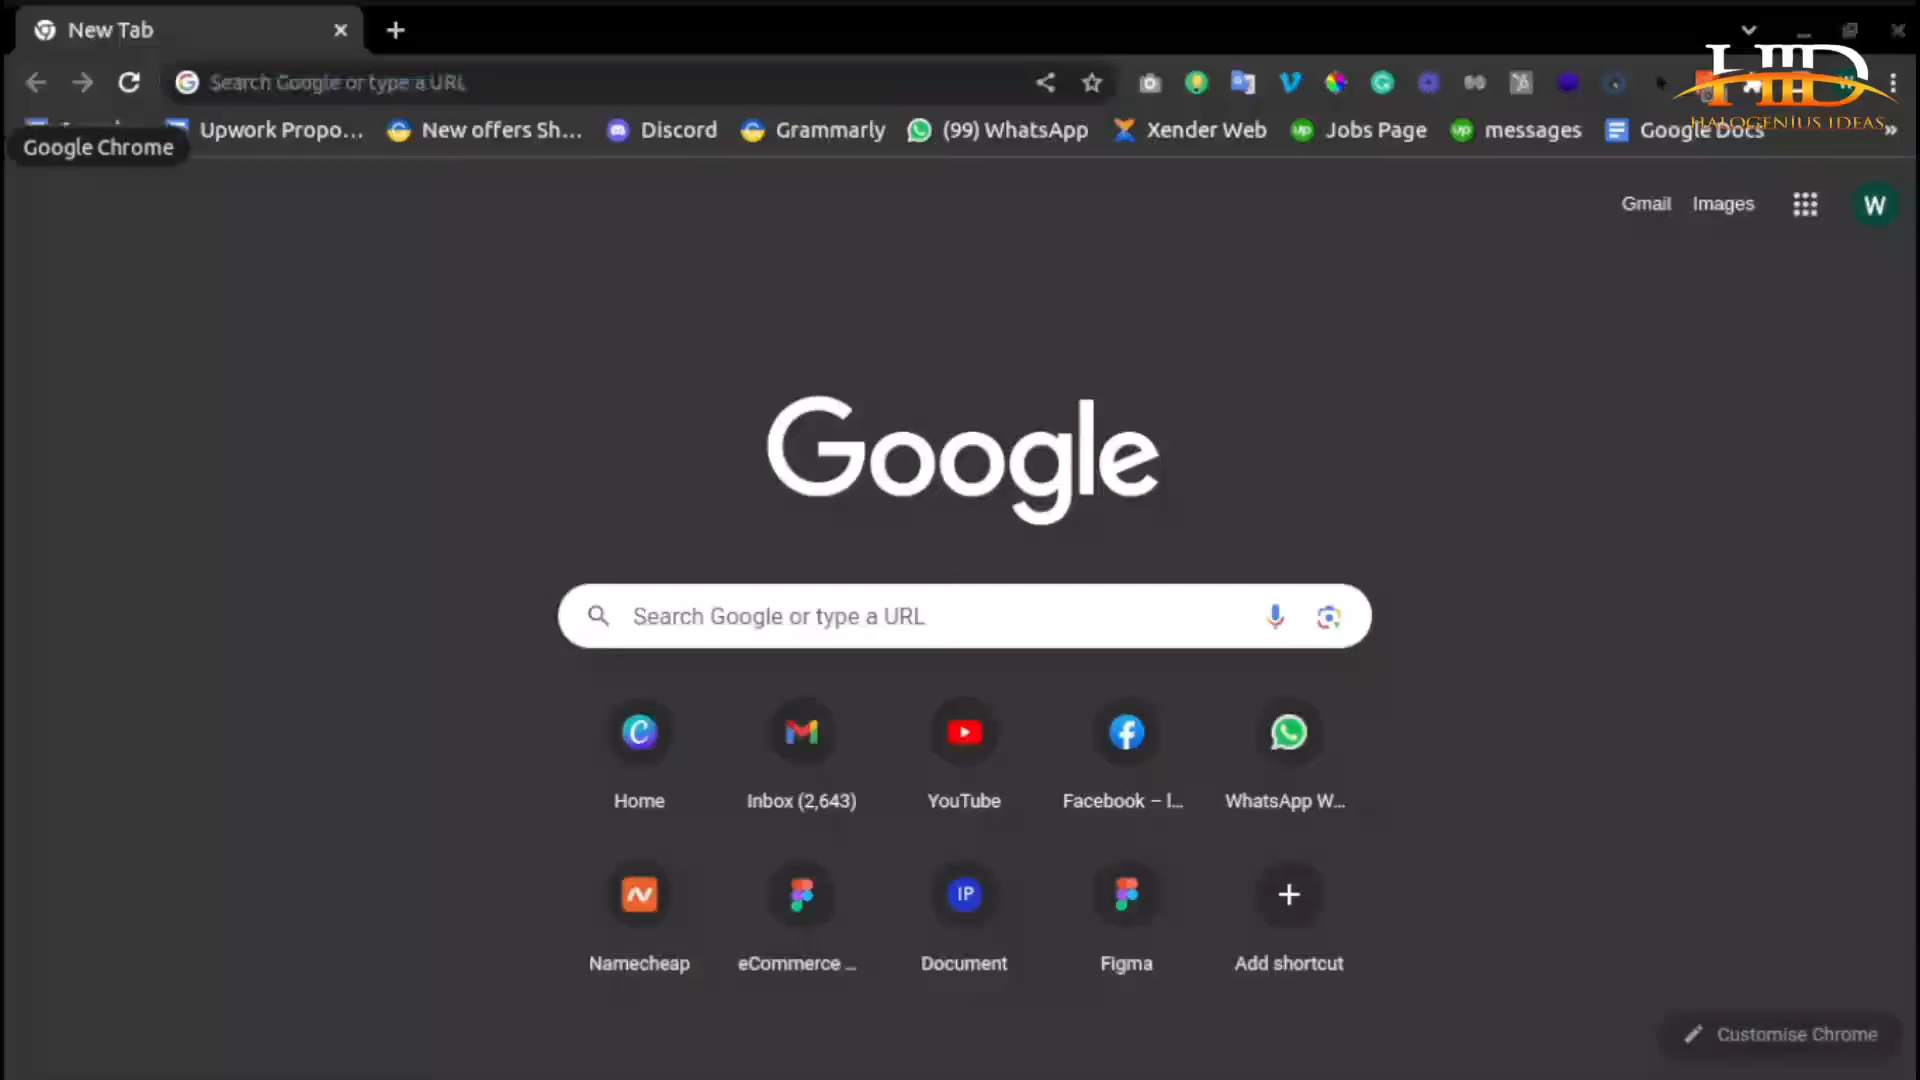 New Tab
Search Google or type a URL
Upwork Propo...
New offers Sh...
Discord
Grammarly
(99) WhatsApp
Xender Web
Jobs Page
messages
Google Docs
»
HID
HALOGENIUS IDEAS
Google Chrome
Gmail
Images
W
Google
Search Google or type a URL
Home
Inbox (2,643)
YouTube
Facebook – l...
WhatsApp W...
IP
Namecheap
eCommerce ...
Document
Figma
Add shortcut
Customise Chrome